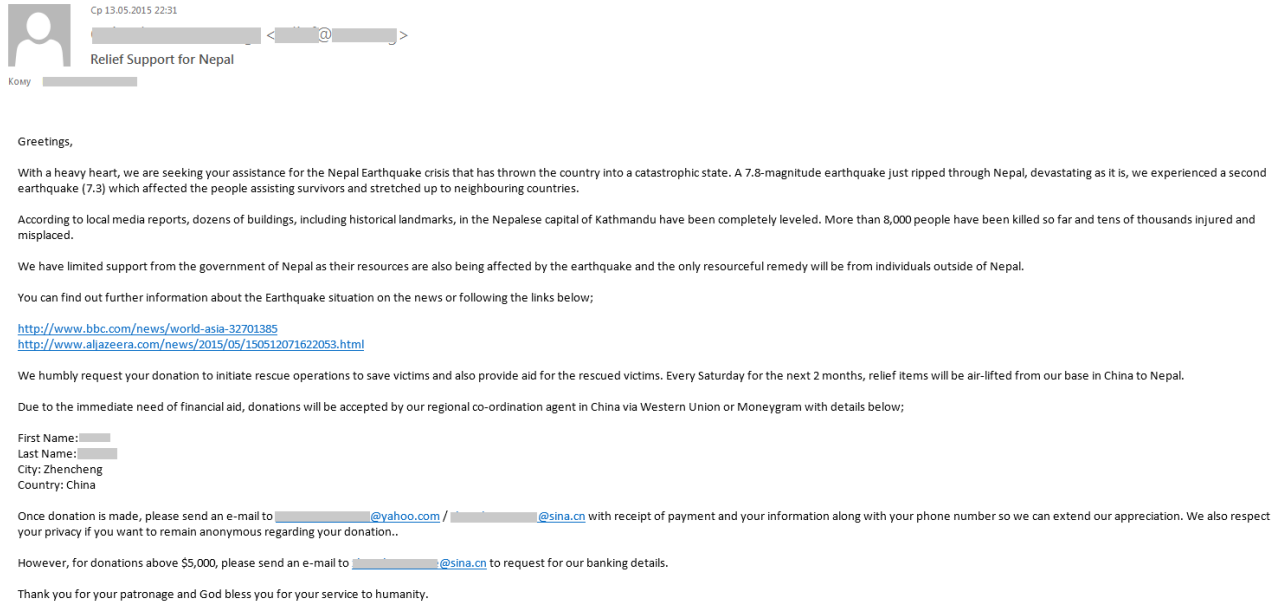 Ср 13.05.2015 22:31
< @ >
Relief Support for Nepal
Кому
Greetings,
With a heavy heart, we are seeking your assistance for the Nepal Earthquake crisis that has thrown the country into a catastrophic state. A 7.8-magnitude earthquake just ripped through Nepal, devastating as it is, we experienced a second
earthquake (7.3) which affected the people assisting survivors and stretched up to neighbouring countries.
According to local media reports, dozens of buildings, including historical landmarks, in the Nepalese capital of Kathmandu have been completely leveled. More than 8,000 people have been killed so far and tens of thousands injured and
misplaced.
We have limited support from the government of Nepal as their resources are also being affected by the earthquake and the only resourceful remedy will be from individuals outside of Nepal.
You can find out further information about the Earthquake situation on the news or following the links below;
http://www.bbc.com/news/world-asia-32701385
http://www.aljazeera.com/news/2015/05/150512071622053.html
We humbly request your donation to initiate rescue operations to save victims and also provide aid for the rescued victims. Every Saturday for the next 2 months, relief items will be air-lifted from our base in China to Nepal.
Due to the immediate need of financial aid, donations will be accepted by our regional co-ordination agent in China via Western Union or Moneygram with details below;
First Name:
Last Name:
City: Zhencheng
Country: China
Once donation is made, please send an e-mail to @yahoo.com / @sina.cn with receipt of payment and your information along with your phone number so we can extend our appreciation. We also respect
your privacy if you want to remain anonymous regarding your donation..
However, for donations above $5,000, please send an e-mail to @sina.cn to request for our banking details.
Thank you for your patronage and God bless you for your service to humanity.